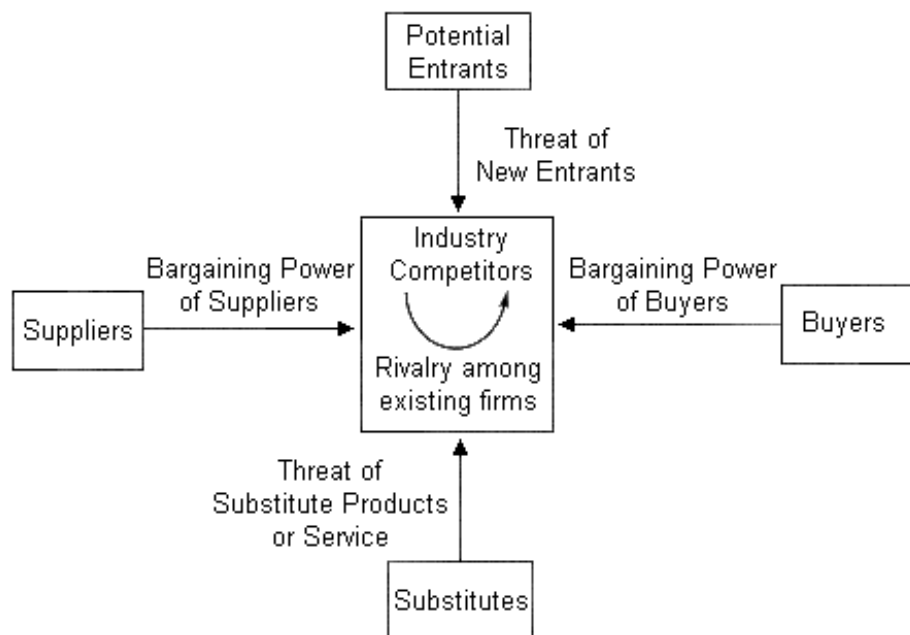 Potential
Entrants
Threat of
New Entrants
Industry
Competitors
Bargaining Power
of Suppliers
Bargaining Power
of Buyers
Suppliers
Buyers
Rivalry among
existing firms
Threat of
Substitute Products
or Service
Substitutes